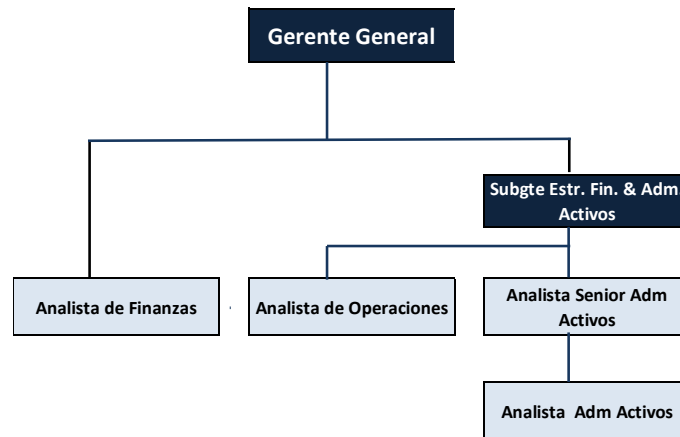 Gerente General
Subgte Estr. Fin. & Adm
Activos
Analista de Finanzas
Analista de Operaciones
Analista Senior Adm
Activos
Analista Adm Activos